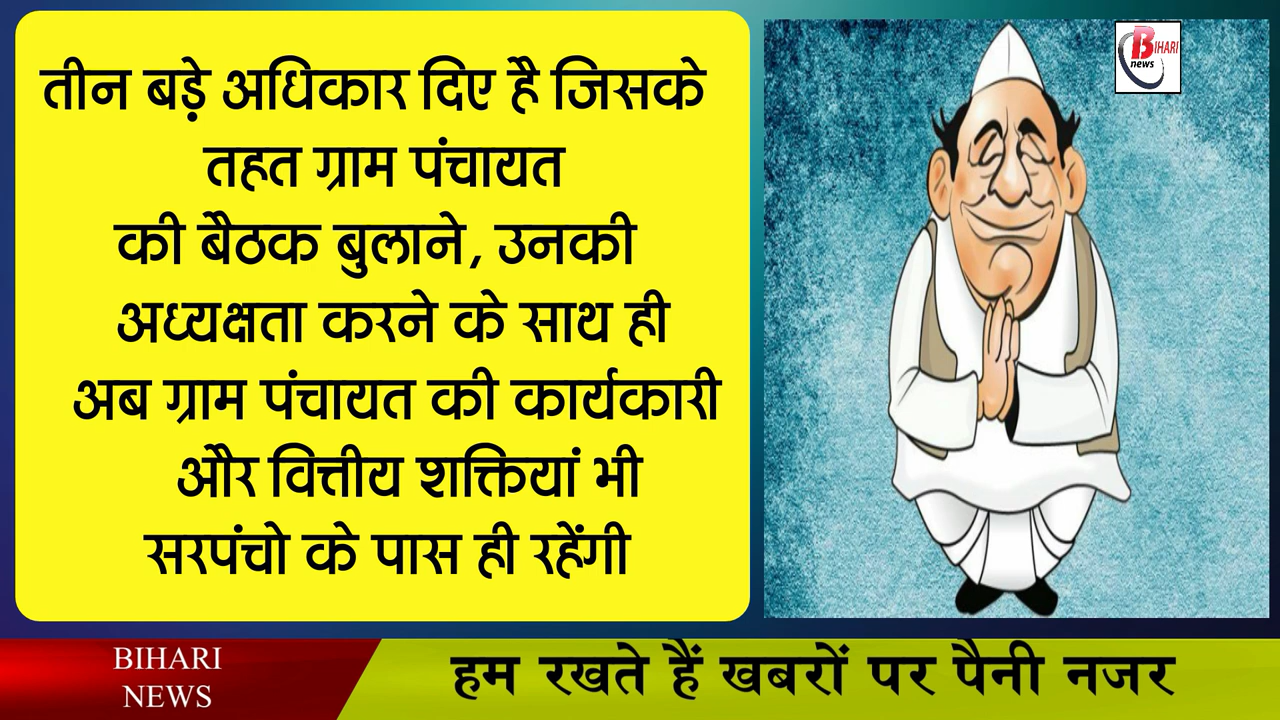 तीन बड़े अधिकार दिए है जिसके
तहत ग्राम पंचायत
की बैठक बुलाने, उनकी
अध्यक्षता करने के साथ ही
अब ग्राम पंचायत की कार्यकारी
और वित्तीय शक्तियां भी
सरपंचो के पास ही रहेंगी
BIHARI
news
BIHARI
NEWS
हम रखते हैं खबरों पर पैनी नजर